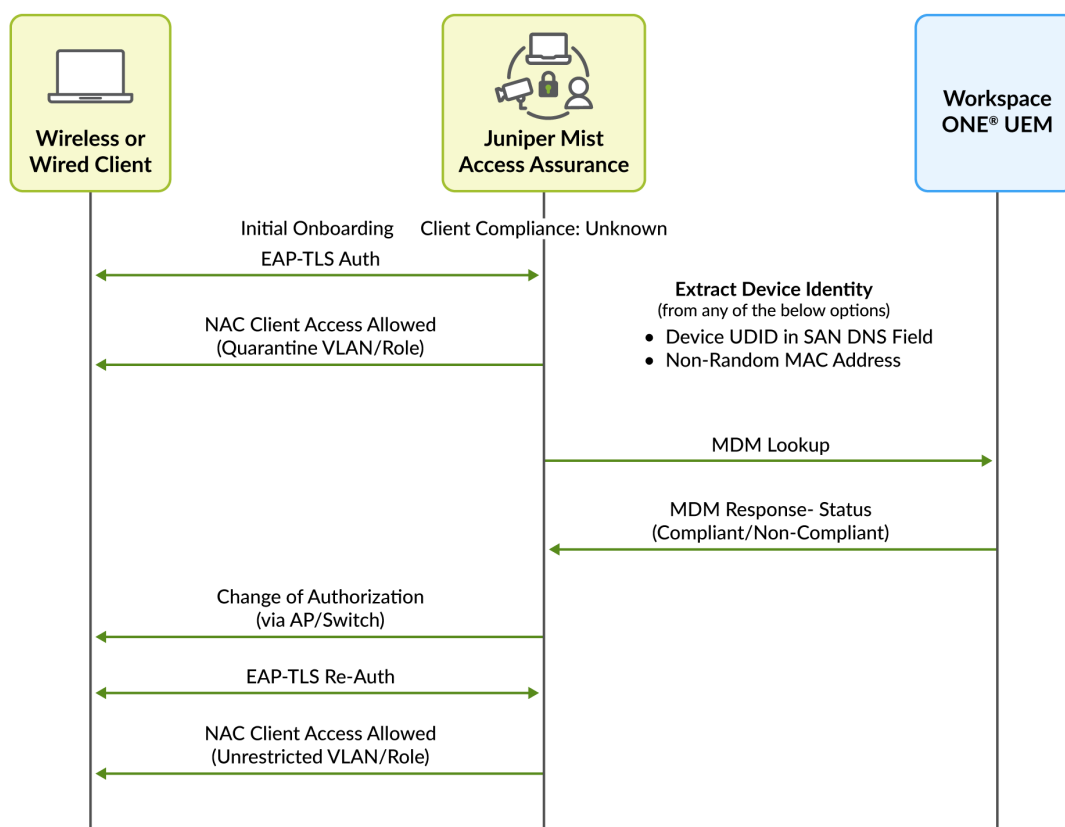 Wireless or
Wired Client
Juniper Mist
Access Assurance
Workspace
ONE® UEM
Initial Onboarding
Client Compliance: Unknown
EAP-TLS Auth
Extract Device Identity
(from any of the below options)
• Device UDID in SAN DNS Field
• Non-Random MAC Address
NAC Client Access Allowed
(Quarantine VLAN/Role)
MDM Lookup
MDM Response- Status
(Compliant/Non-Compliant)
Change of Authorization
(via AP/Switch)
EAP-TLS Re-Auth
NAC Client Access Allowed
(Unrestricted VLAN/Role)